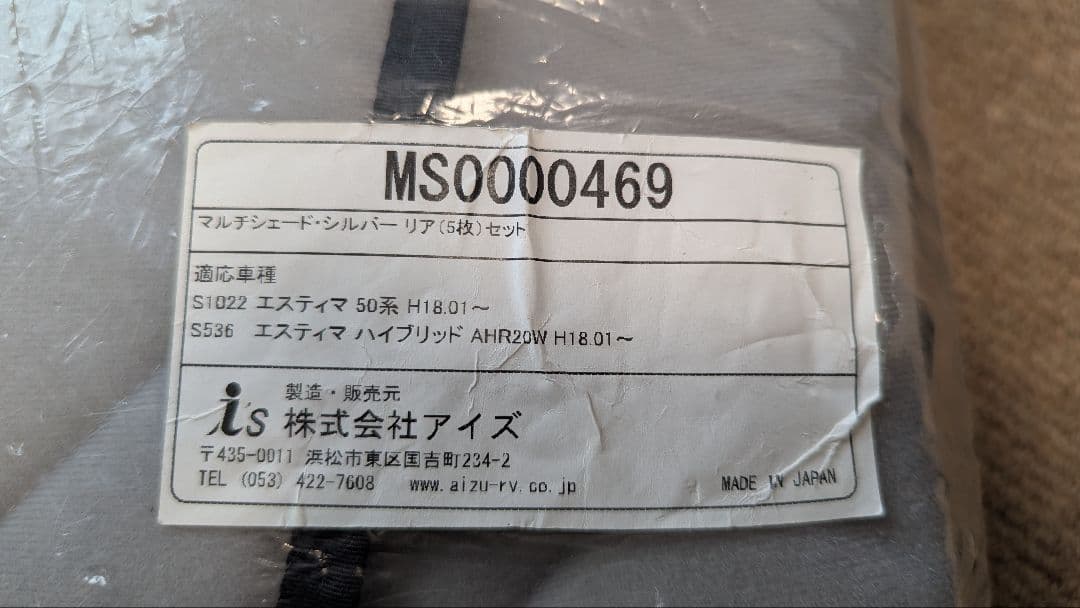 MS0000469
マルチシェード・シルバー リア(5枚)セット
適応車種
S1022 エスティマ 50系 H18.01～
S536 エスティマ ハイブリッド AHR20W H18.01～
i's 製造・販売元
株式会社アイズ
〒435-0011 浜松市東区国吉町234-2
TEL (053) 422-7608 www.aizu-rv.co.jp MADE IN JAPAN